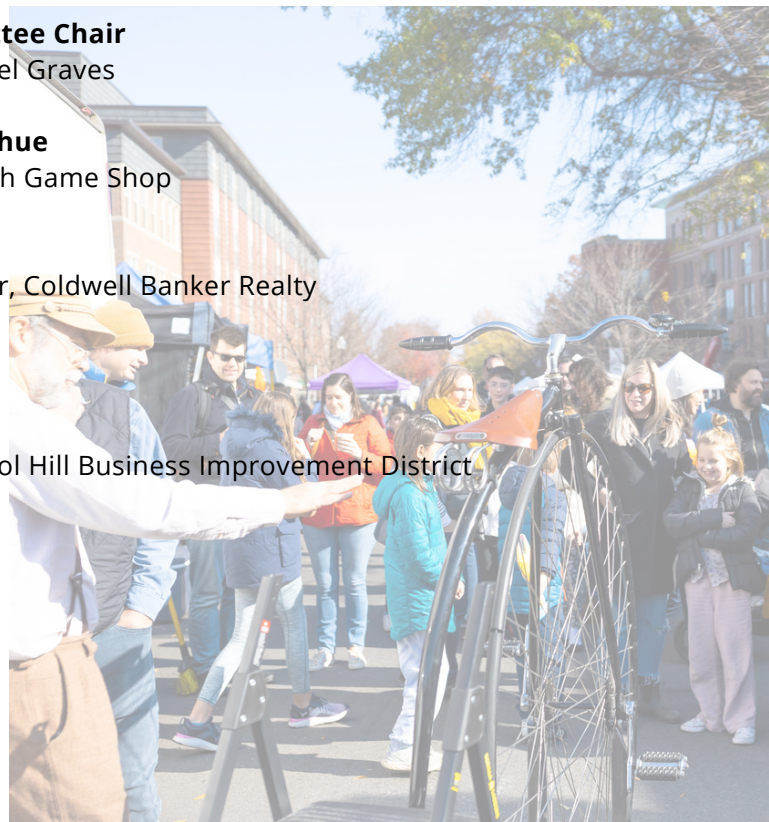 tee Chair
el Graves
hue
h Game Shop
r, Coldwell Banker Realty
ol Hill Business Improvement District